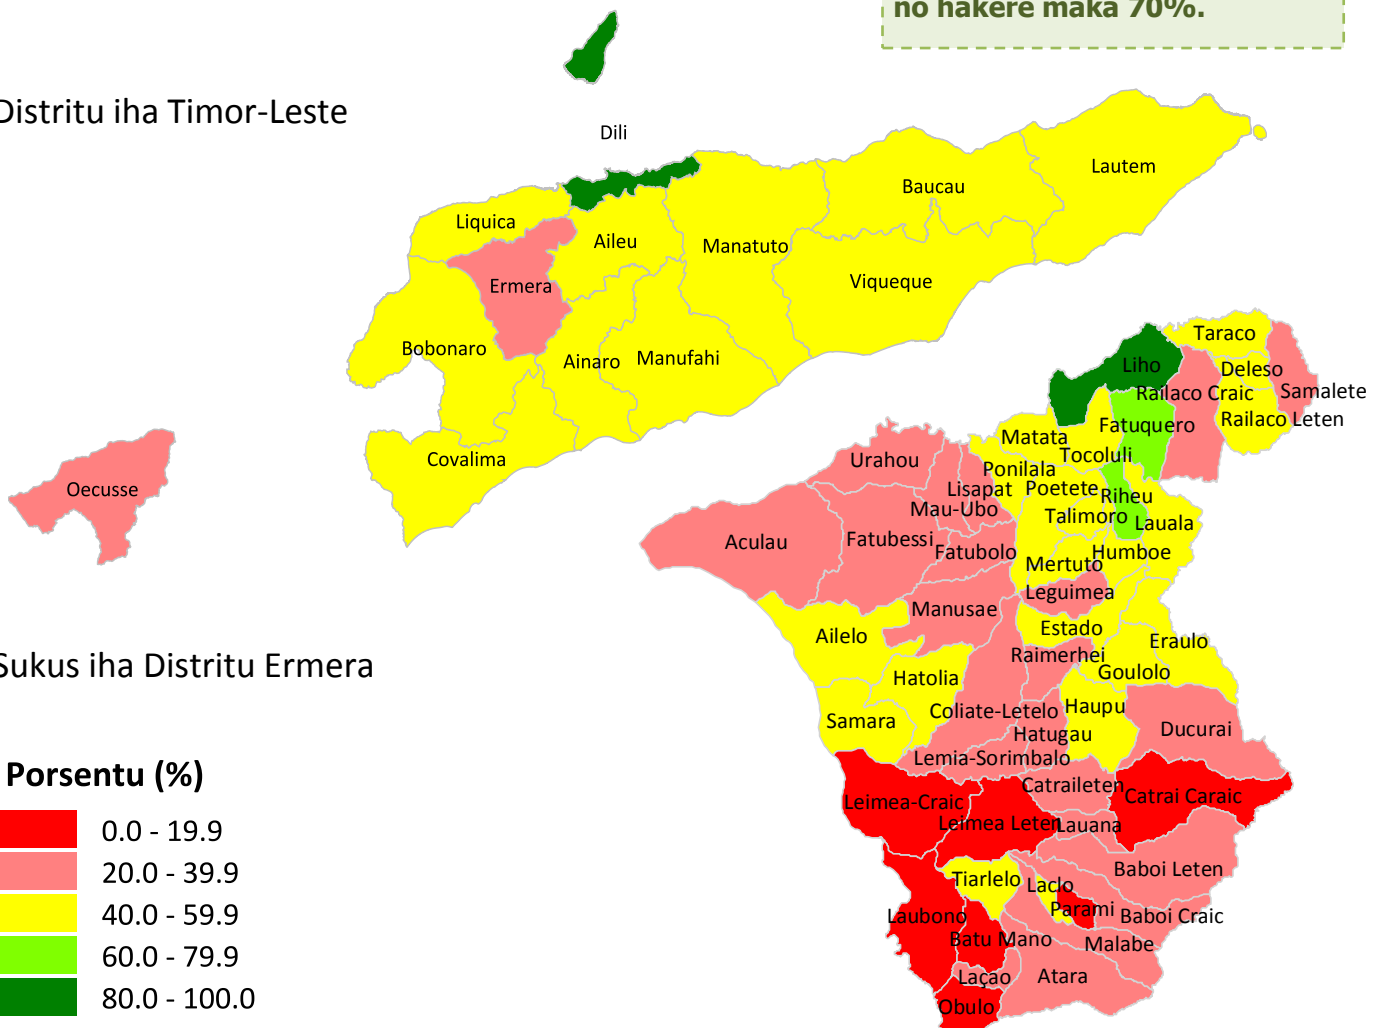 no hakere maka 70%.
Distritu iha Timor-Leste
Dili
Lautem
Baucau
Liquica
Aileu
Manatuto
Viqueque
Ermera
Bobonaro
Ainaro
Manufahi
Covalima
Oecusse
Taraco
Liho
Deleso
Railaco Craic
Samalete
Railaco Leten
Fatuquero
Matata
Tocoluli
Urahou
Ponilala
Lisapat
Poetete
Riheu
Mau-Ubo
Talimoro
Lauala
Aculau
Fatubessi
Fatubolo
Humboe
Mertuto
Leguimea
Manusae
Estado
Ailelo
Eraulo
Raimerhei
Goulolo
Hatolia
Haupu
Coliate-Letelo
Samara
Ducurai
Hatugau
Lemia-Sorimbalo
Catraileten
Catrai Caraic
Leimea-Craic
Leimea Leten
Lauana
Baboi Leten
Tiarlelo
Laclo
Parami
Baboi Craic
Laubono
Batu Mano
Malabe
Laçao
Atara
Obulo
Sukus iha Distritu Ermera
Porsentu (%)
0.0 - 19.9
20.0 - 39.9
40.0 - 59.9
60.0 - 79.9
80.0 - 100.0